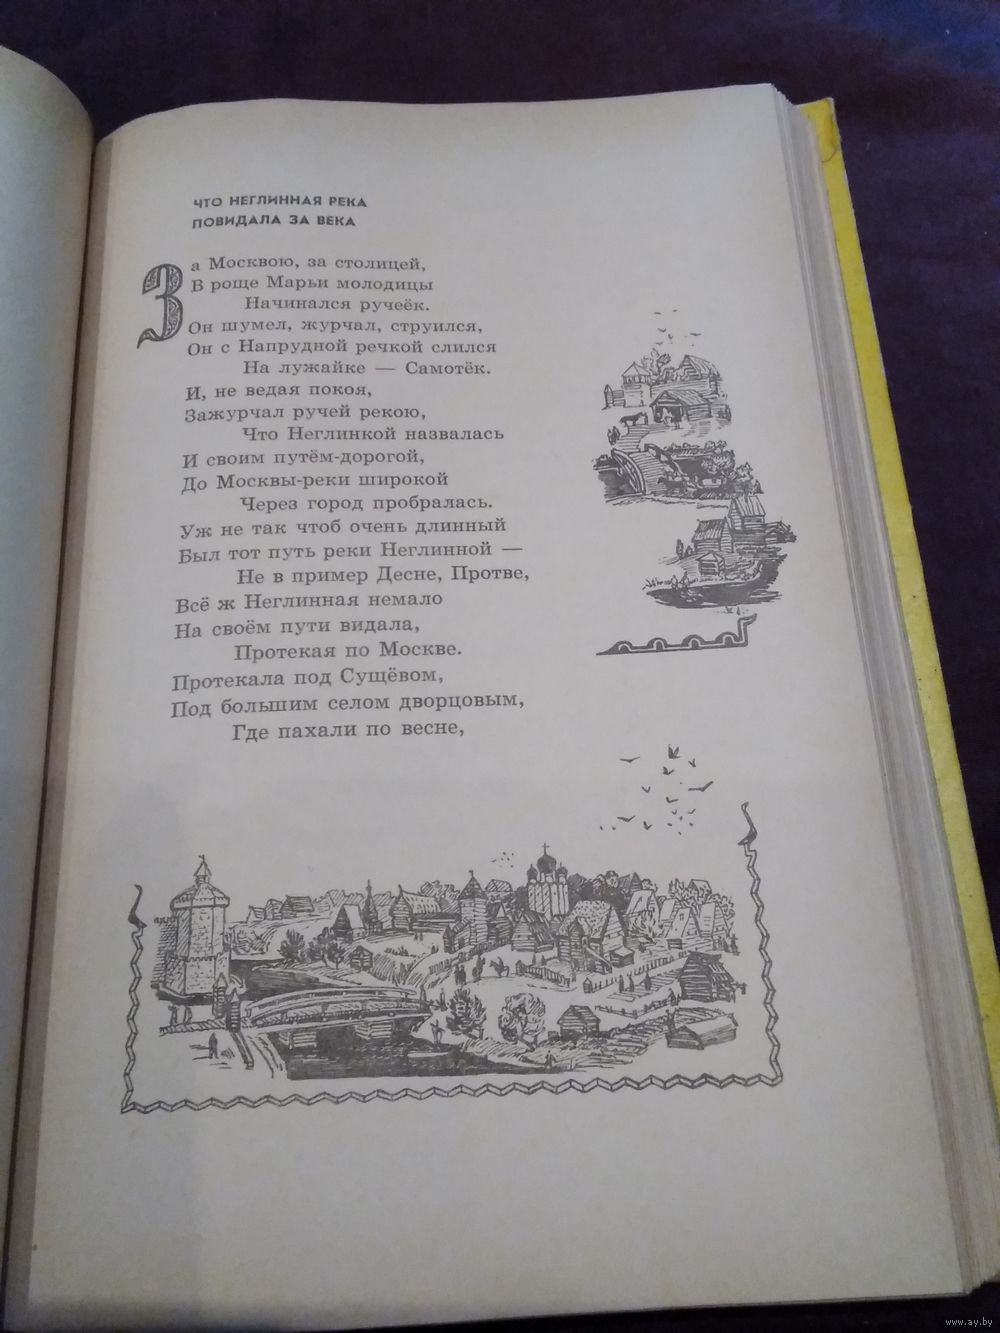 ЧТО НЕГЛИННАЯ РЕКА
ПОВИДАЛА ЗА ВЕКА
За Москвою, за столицей,
В роще Марьи молодицы
Начинался ручеёк.
Он шумел, журчал, струился,
Он с Напрудной речкой слился
На лужайке — Самотёк.
И, не ведая покоя,
Зажурчал ручей рекою,
Что Неглинкой назвалась
И своим путём-дорогой,
До Москвы-реки широкой
Через город пробралась.
Уж не так чтоб очень длинный
Был тот путь реки Неглинной —
Не в пример Десне, Протве,
Всё ж Неглинная немало
На своём пути видала,
Протекая по Москве.
Протекала под Сущёвом,
Под большим селом дворцовым,
Где пахали по весне,
www.ay.by